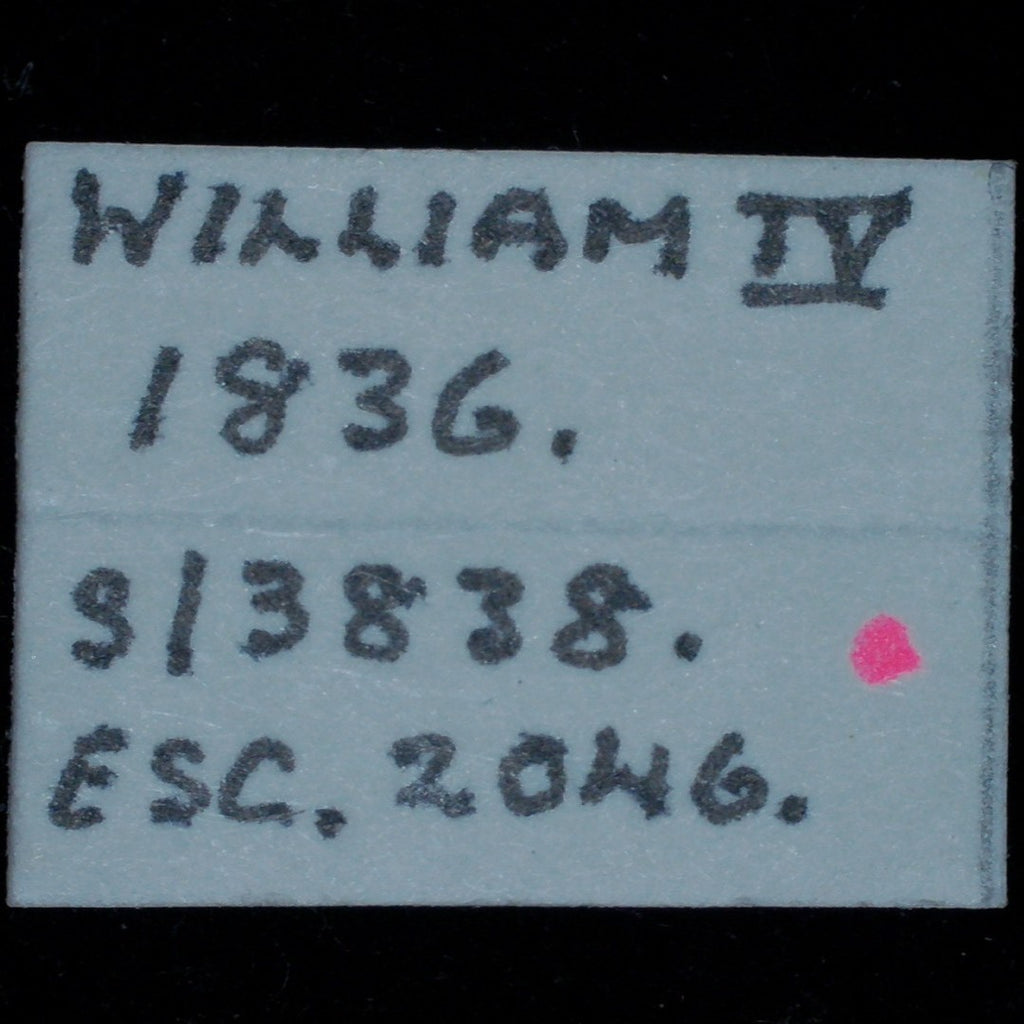 WILLIAM IV
1836.
S13838.
ESC. 2046.